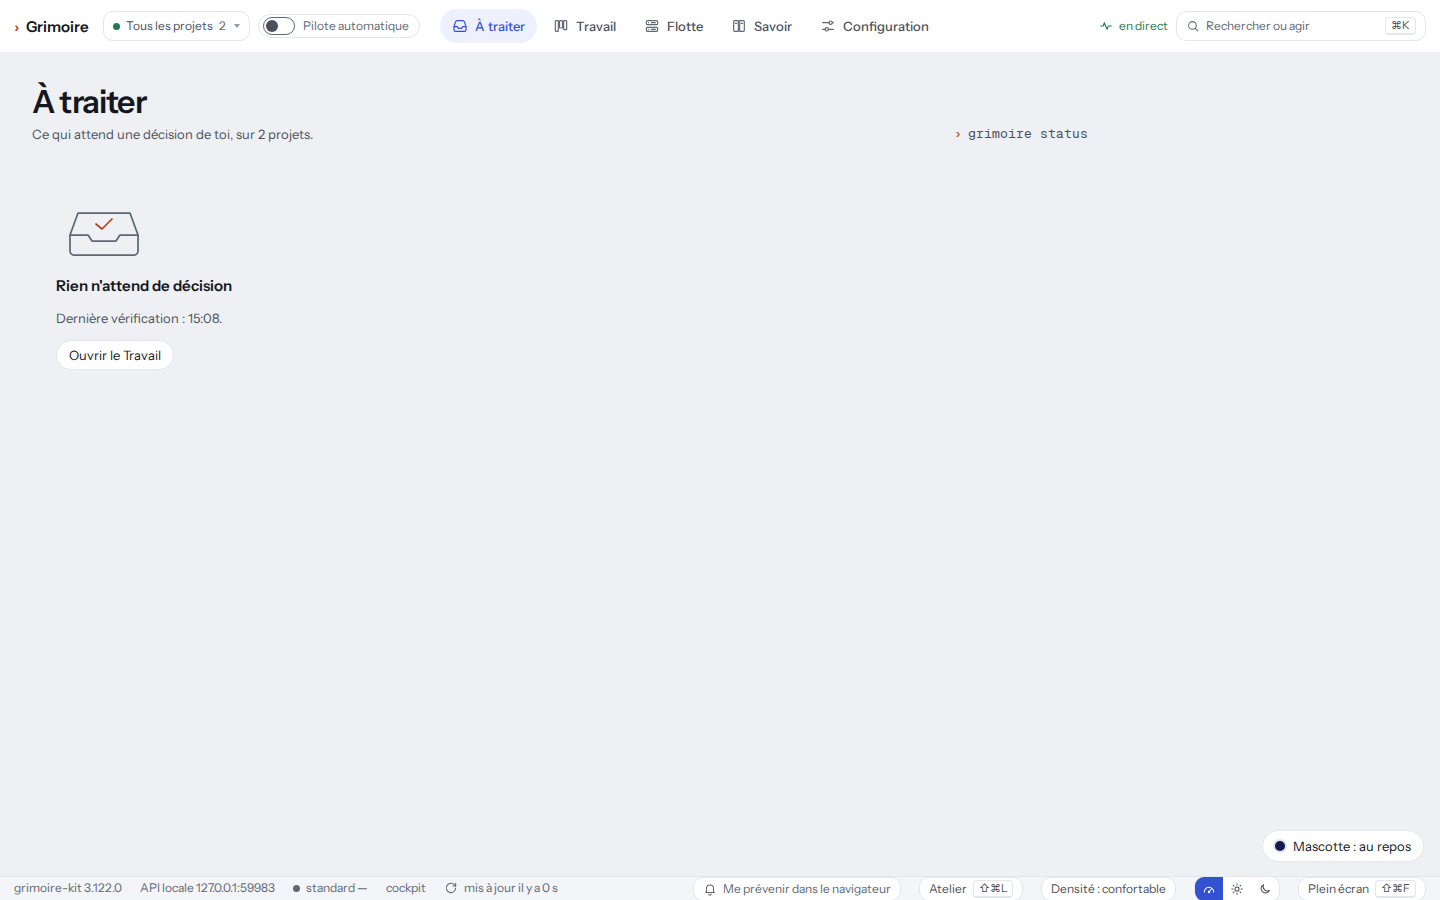 › Grimoire
Tous les projets 2
Pilote automatique
À traiter
Travail
Flotte
Savoir
Configuration
en direct
Rechercher ou agir ⌘K
À traiter
Ce qui attend une décision de toi, sur 2 projets.
› grimoire status
Rien n'attend de décision
Dernière vérification : 15:08.
Ouvrir le Travail
Mascotte : au repos
grimoire-kit 3.122.0
API locale 127.0.0.1:59983
standard —
cockpit
mis à jour il y a 0 s
Me prévenir dans le navigateur
Atelier ⇧⌘L
Densité : confortable
Plein écran ⇧⌘F